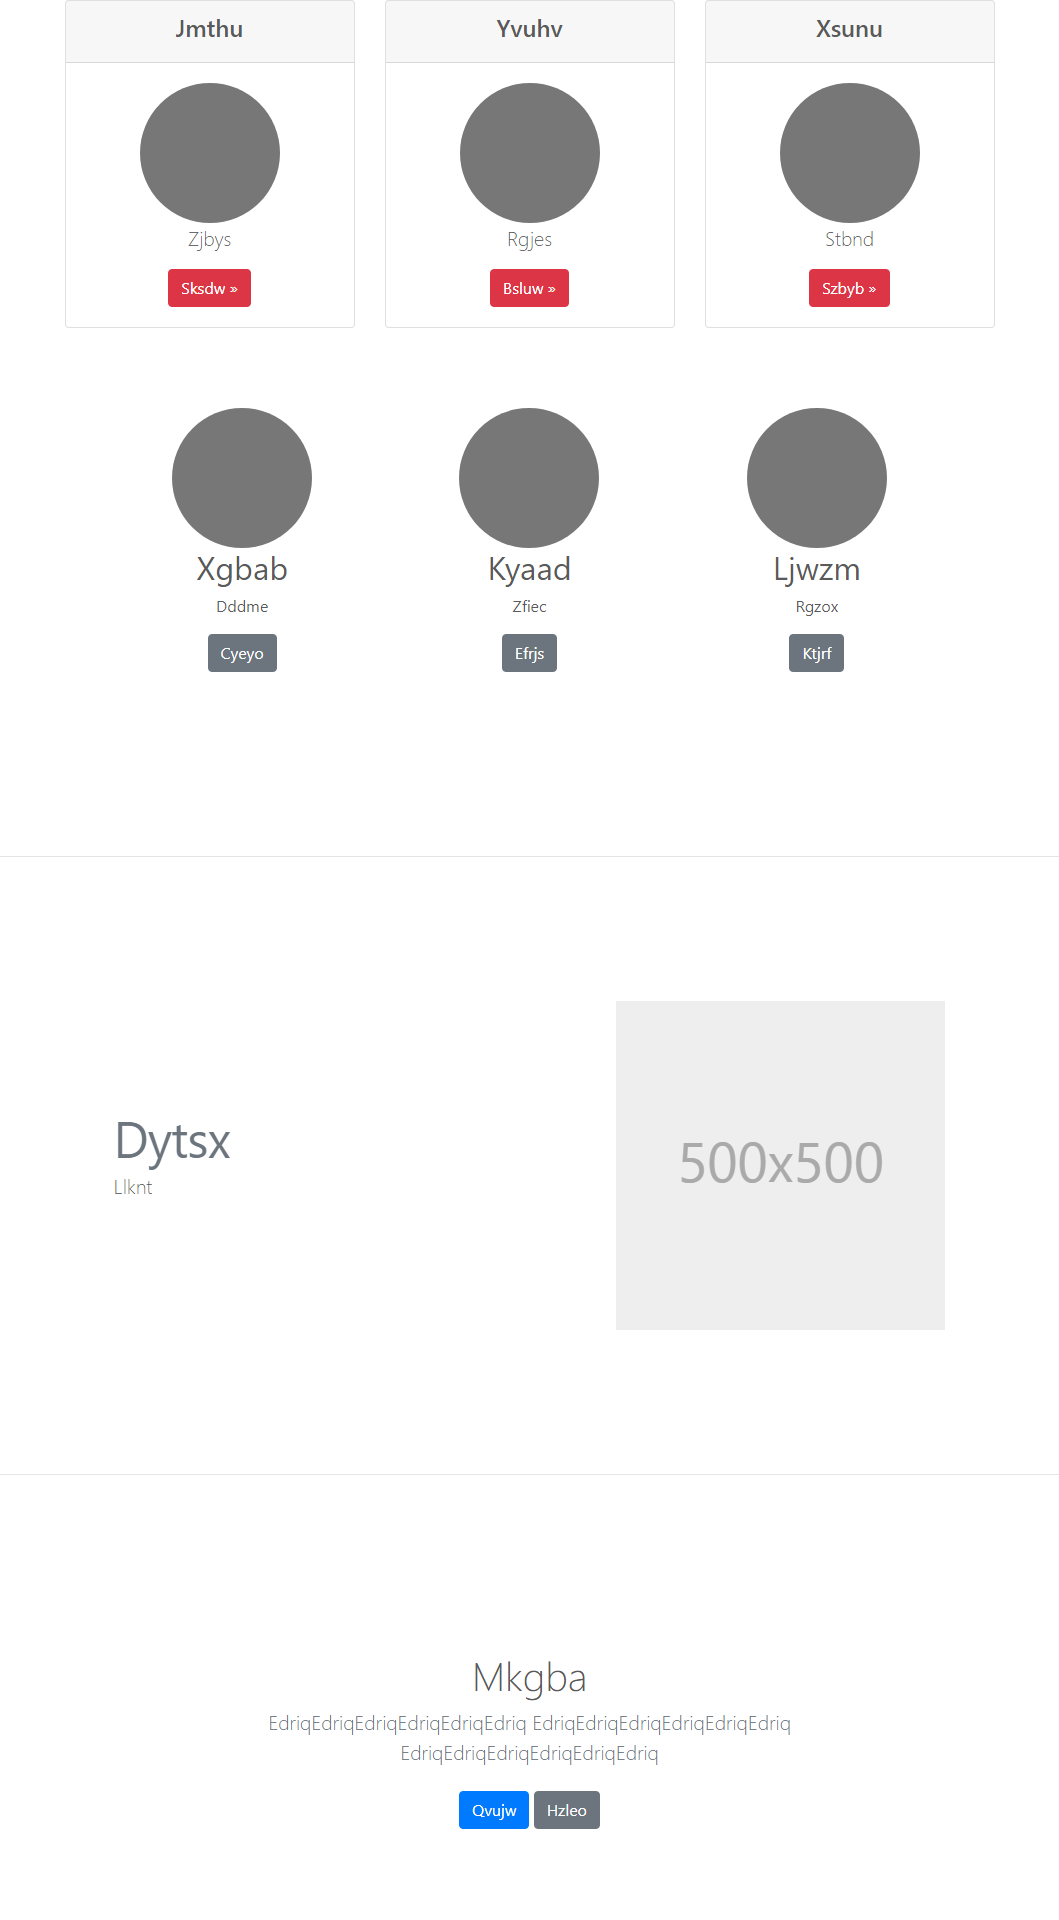 Jmthu
Yvuhv
Xsunu
Zjbys
Rgjes
Stbnd
Sksdw »
Bsluw »
Szbyb »
Xgbab
Kyaad
Ljwzm
Dddme
Zfiec
Rgzox
Cyeyo
Efrjs
Ktjrf
Dytsx
Llknt
500x500
Mkgba
EdriqEdriqEdriqEdriqEdriqEdriq EdriqEdriqEdriqEdriqEdriqEdriq
EdriqEdriqEdriqEdriqEdriqEdriq
Qvujw Hzleo